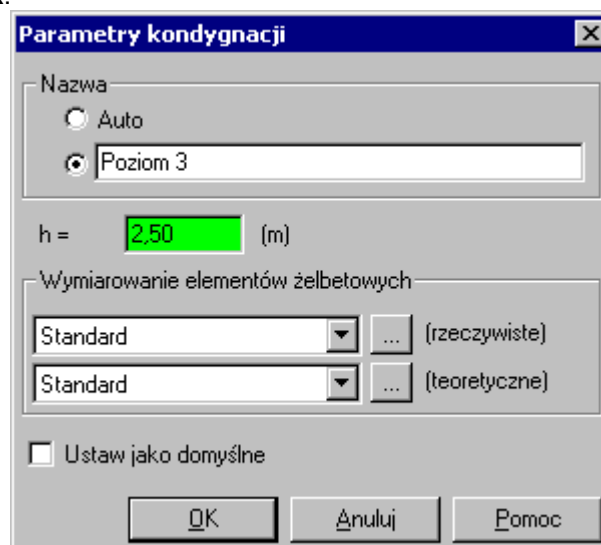 Parametry kondygnacji
Nazwa
Auto
Poziom 3
h = 2,50 (m)
Wymiarowanie elementów żelbetowych
Standard ... (rzeczywiste)
Standard ... (teoretyczne)
Ustaw jako domyślne
OK Anuluj Pomoc